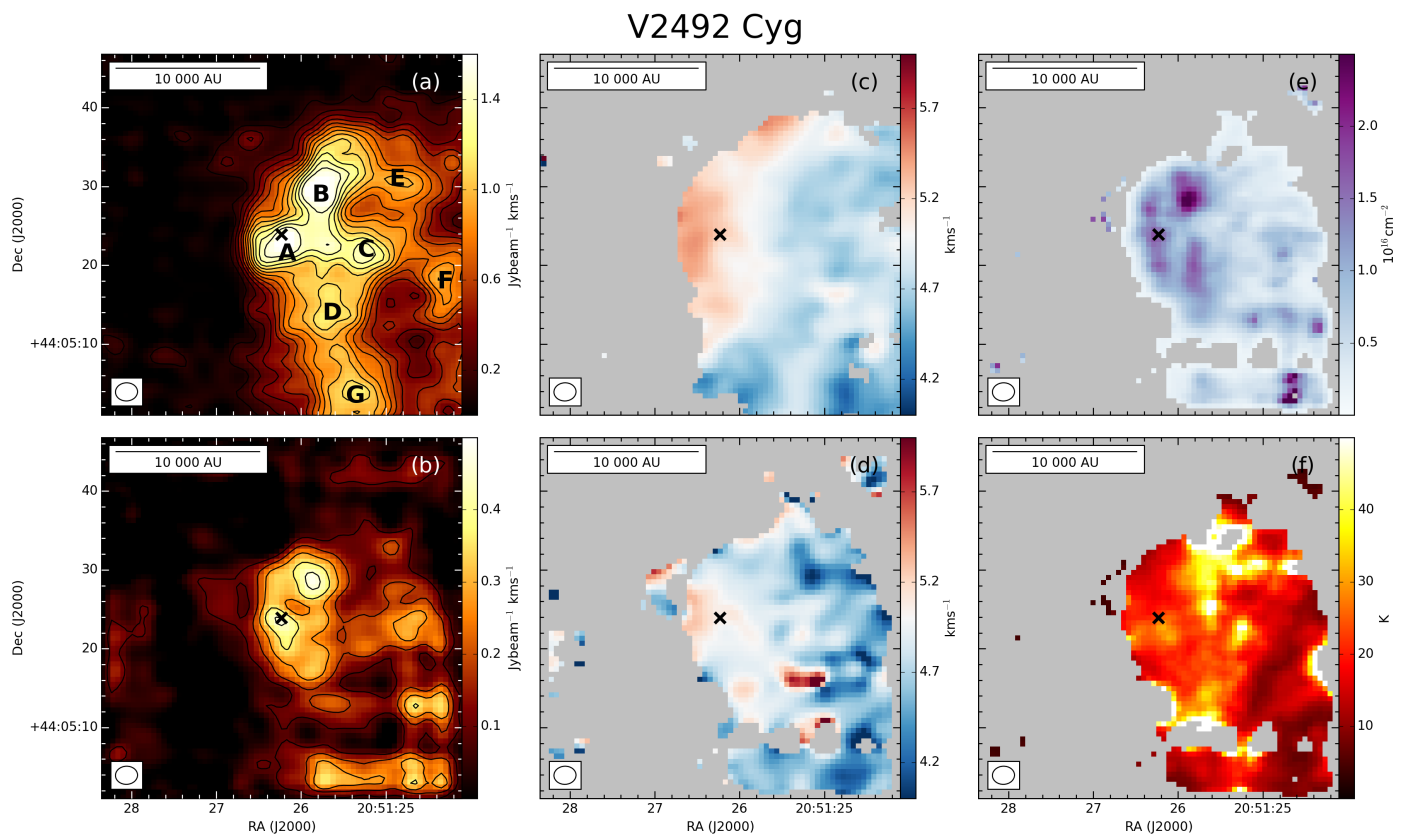 V2492 Cyg
10 000 AU
(a)
40
30
20
+44:05:10
Dec (J2000)
A
B
C
D
E
F
G
1.4
1.0
0.6
0.2
Jybeam⁻¹ kms⁻¹
10 000 AU
(c)
5.7
5.2
4.7
4.2
kms⁻¹
10 000 AU
(e)
2.0
1.5
1.0
0.5
10¹⁶ cm⁻²
10 000 AU
(b)
40
30
20
+44:05:10
Dec (J2000)
28
27
26
20:51:25
RA (J2000)
0.4
0.3
0.2
0.1
Jybeam⁻¹ kms⁻¹
10 000 AU
(d)
28
27
26
20:51:25
RA (J2000)
5.7
5.2
4.7
4.2
kms⁻¹
10 000 AU
(f)
28
27
26
20:51:25
RA (J2000)
40
30
20
10
K